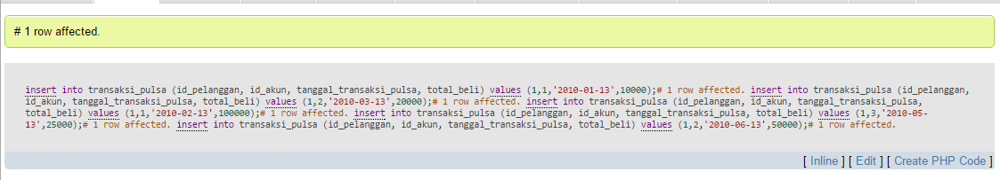 # 1 row affected.
insert into transaksi_pulsa (id_pelanggan, id_akun, tanggal_transaksi_pulsa, total_beli) values (1,1,'2010-01-13',10000);# 1 row affected. insert into transaksi_pulsa (id_pelanggan,
id_akun, tanggal_transaksi_pulsa, total_beli) values (1,2,'2010-03-13',20000);# 1 row affected. insert into transaksi_pulsa (id_pelanggan, id_akun, tanggal_transaksi_pulsa,
total_beli) values (1,1,'2010-02-13',100000);# 1 row affected. insert into transaksi_pulsa (id_pelanggan, id_akun, tanggal_transaksi_pulsa, total_beli) values (1,3,'2010-05-
13',25000);# 1 row affected. insert into transaksi_pulsa (id_pelanggan, id_akun, tanggal_transaksi_pulsa, total_beli) values (1,2,'2010-06-13',50000);# 1 row affected.
[ Inline ] [ Edit ] [ Create PHP Code ]